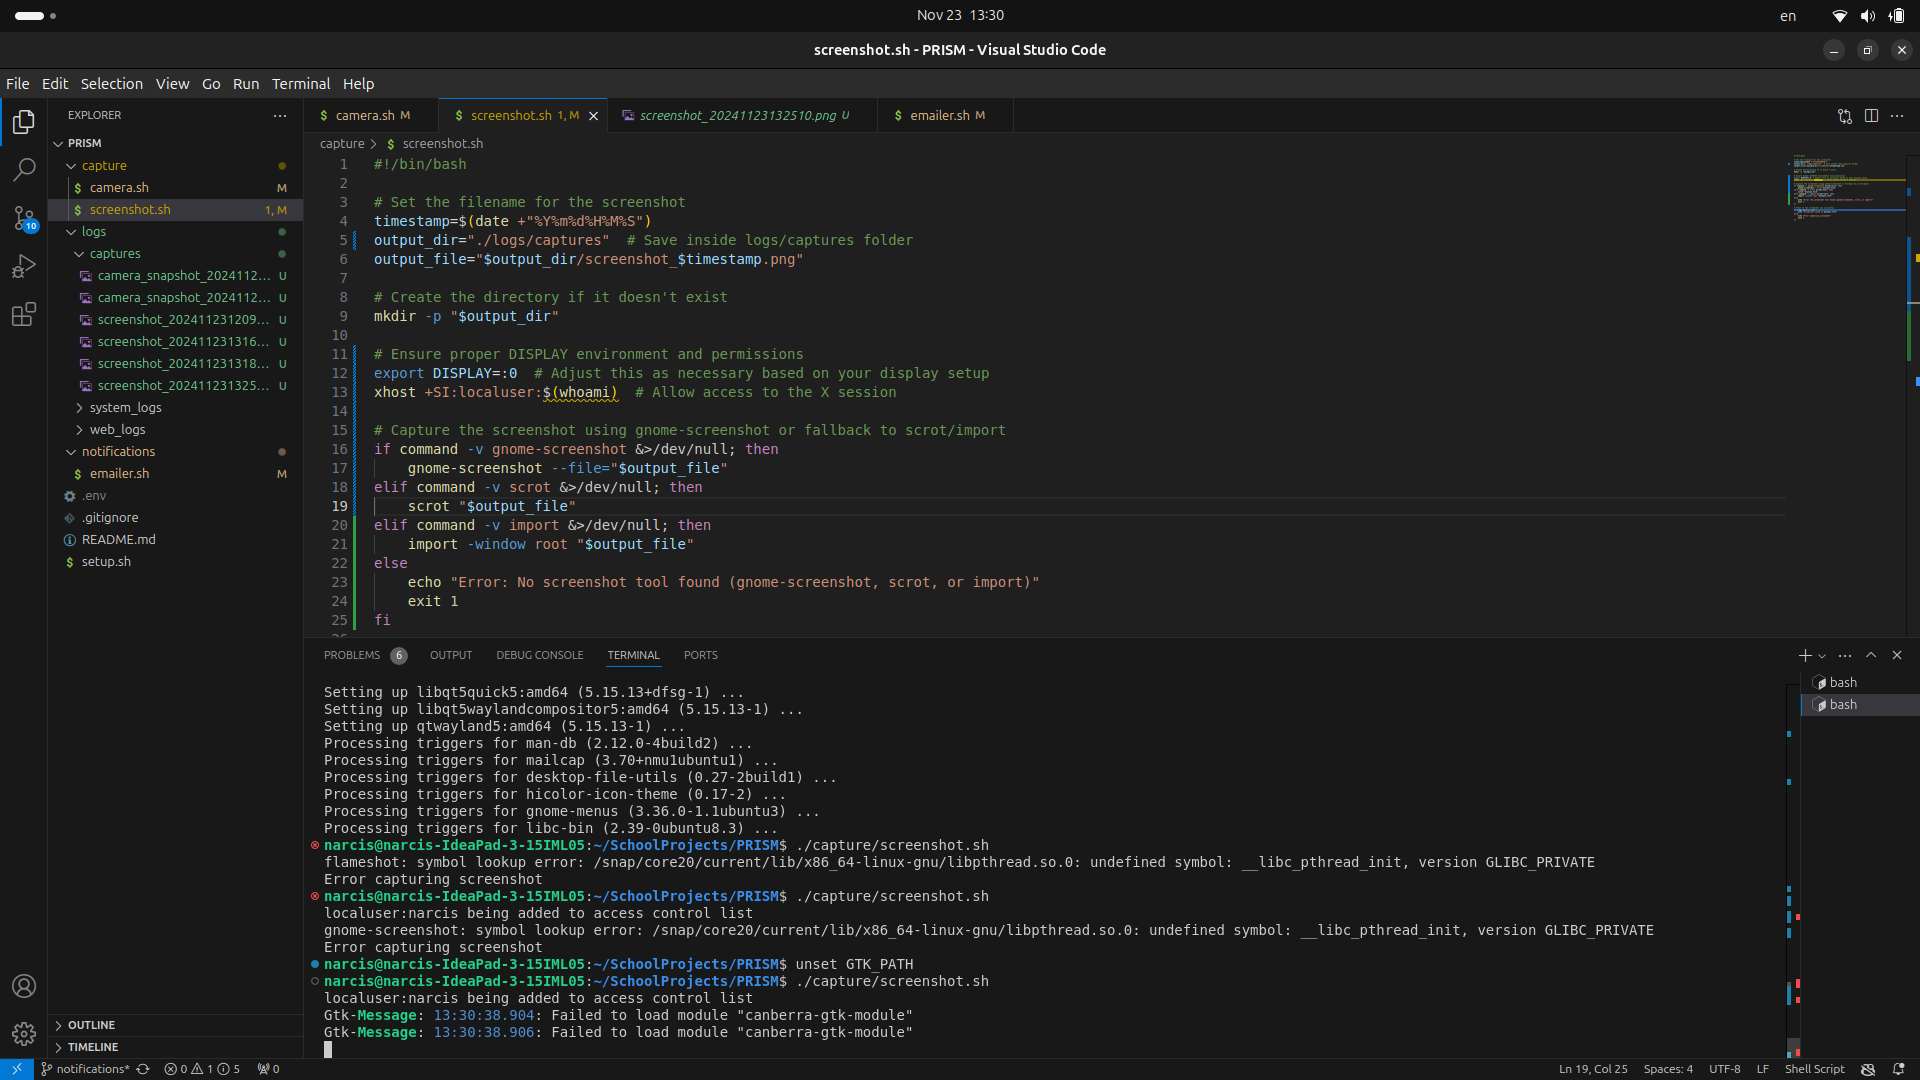 Nov 23 13:30
en
screenshot.sh - PRISM - Visual Studio Code
File Edit Selection View Go Run Terminal Help
EXPLORER
PRISM
capture
camera.sh M
screenshot.sh 1, M
logs
captures
camera_snapshot_2024112... U
camera_snapshot_2024112... U
screenshot_202411231209... U
screenshot_202411231316... U
screenshot_202411231318... U
screenshot_202411231325... U
system_logs
web_logs
notifications
emailer.sh M
.env
.gitignore
README.md
setup.sh
OUTLINE
TIMELINE
10
camera.sh M
screenshot.sh 1, M
screenshot_20241123132510.png U
emailer.sh M
capture > $ screenshot.sh
1 #!/bin/bash
2
3 # Set the filename for the screenshot
4 timestamp=$(date +"%Y%m%d%H%M%S")
5 output_dir="./logs/captures"  # Save inside logs/captures folder
6 output_file="$output_dir/screenshot_$timestamp.png"
7
8 # Create the directory if it doesn't exist
9 mkdir -p "$output_dir"
10
11 # Ensure proper DISPLAY environment and permissions
12 export DISPLAY=:0  # Adjust this as necessary based on your display setup
13 xhost +SI:localuser:$(whoami)  # Allow access to the X session
14
15 # Capture the screenshot using gnome-screenshot or fallback to scrot/import
16 if command -v gnome-screenshot &>/dev/null; then
17     gnome-screenshot --file="$output_file"
18 elif command -v scrot &>/dev/null; then
19     scrot "$output_file"
20 elif command -v import &>/dev/null; then
21     import -window root "$output_file"
22 else
23     echo "Error: No screenshot tool found (gnome-screenshot, scrot, or import)"
24     exit 1
25 fi
PROBLEMS 6 OUTPUT DEBUG CONSOLE TERMINAL PORTS
bash
bash
Setting up libqt5quick5:amd64 (5.15.13+dfsg-1) ...
Setting up libqt5waylandcompositor5:amd64 (5.15.13-1) ...
Setting up qtwayland5:amd64 (5.15.13-1) ...
Processing triggers for man-db (2.12.0-4build2) ...
Processing triggers for mailcap (3.70+nmu1ubuntu1) ...
Processing triggers for desktop-file-utils (0.27-2build1) ...
Processing triggers for hicolor-icon-theme (0.17-2) ...
Processing triggers for gnome-menus (3.36.0-1.1ubuntu3) ...
Processing triggers for libc-bin (2.39-0ubuntu8.3) ...
narcis@narcis-IdeaPad-3-15IML05:~/SchoolProjects/PRISM$ ./capture/screenshot.sh
flameshot: symbol lookup error: /snap/core20/current/lib/x86_64-linux-gnu/libpthread.so.0: undefined symbol: __libc_pthread_init, version GLIBC_PRIVATE
Error capturing screenshot
narcis@narcis-IdeaPad-3-15IML05:~/SchoolProjects/PRISM$ ./capture/screenshot.sh
localuser:narcis being added to access control list
gnome-screenshot: symbol lookup error: /snap/core20/current/lib/x86_64-linux-gnu/libpthread.so.0: undefined symbol: __libc_pthread_init, version GLIBC_PRIVATE
Error capturing screenshot
narcis@narcis-IdeaPad-3-15IML05:~/SchoolProjects/PRISM$ unset GTK_PATH
narcis@narcis-IdeaPad-3-15IML05:~/SchoolProjects/PRISM$ ./capture/screenshot.sh
localuser:narcis being added to access control list
Gtk-Message: 13:30:38.904: Failed to load module "canberra-gtk-module"
Gtk-Message: 13:30:38.906: Failed to load module "canberra-gtk-module"
notifications* 0 1 5 0 Ln 19, Col 25 Spaces: 4 UTF-8 LF Shell Script